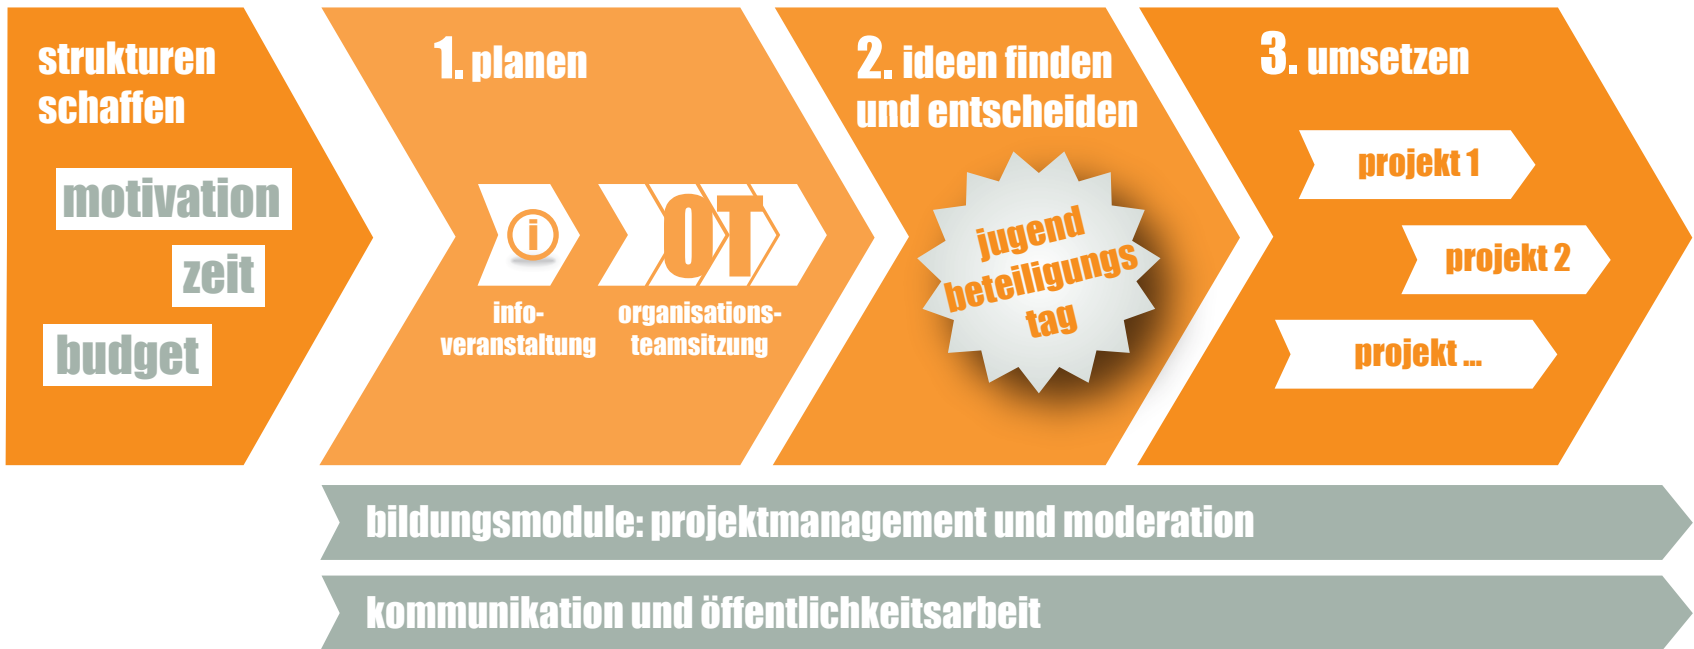 strukturen
schaffen
motivation
zeit
budget
1. planen
i
OT
info-
veranstaltung
organisations-
teamsitzung
2. ideen finden
und entscheiden
jugend
beteiligungs
tag
3. umsetzen
projekt 1
projekt 2
projekt ...
bildungsmodule: projektmanagement und moderation
kommunikation und öffentlichkeitsarbeit